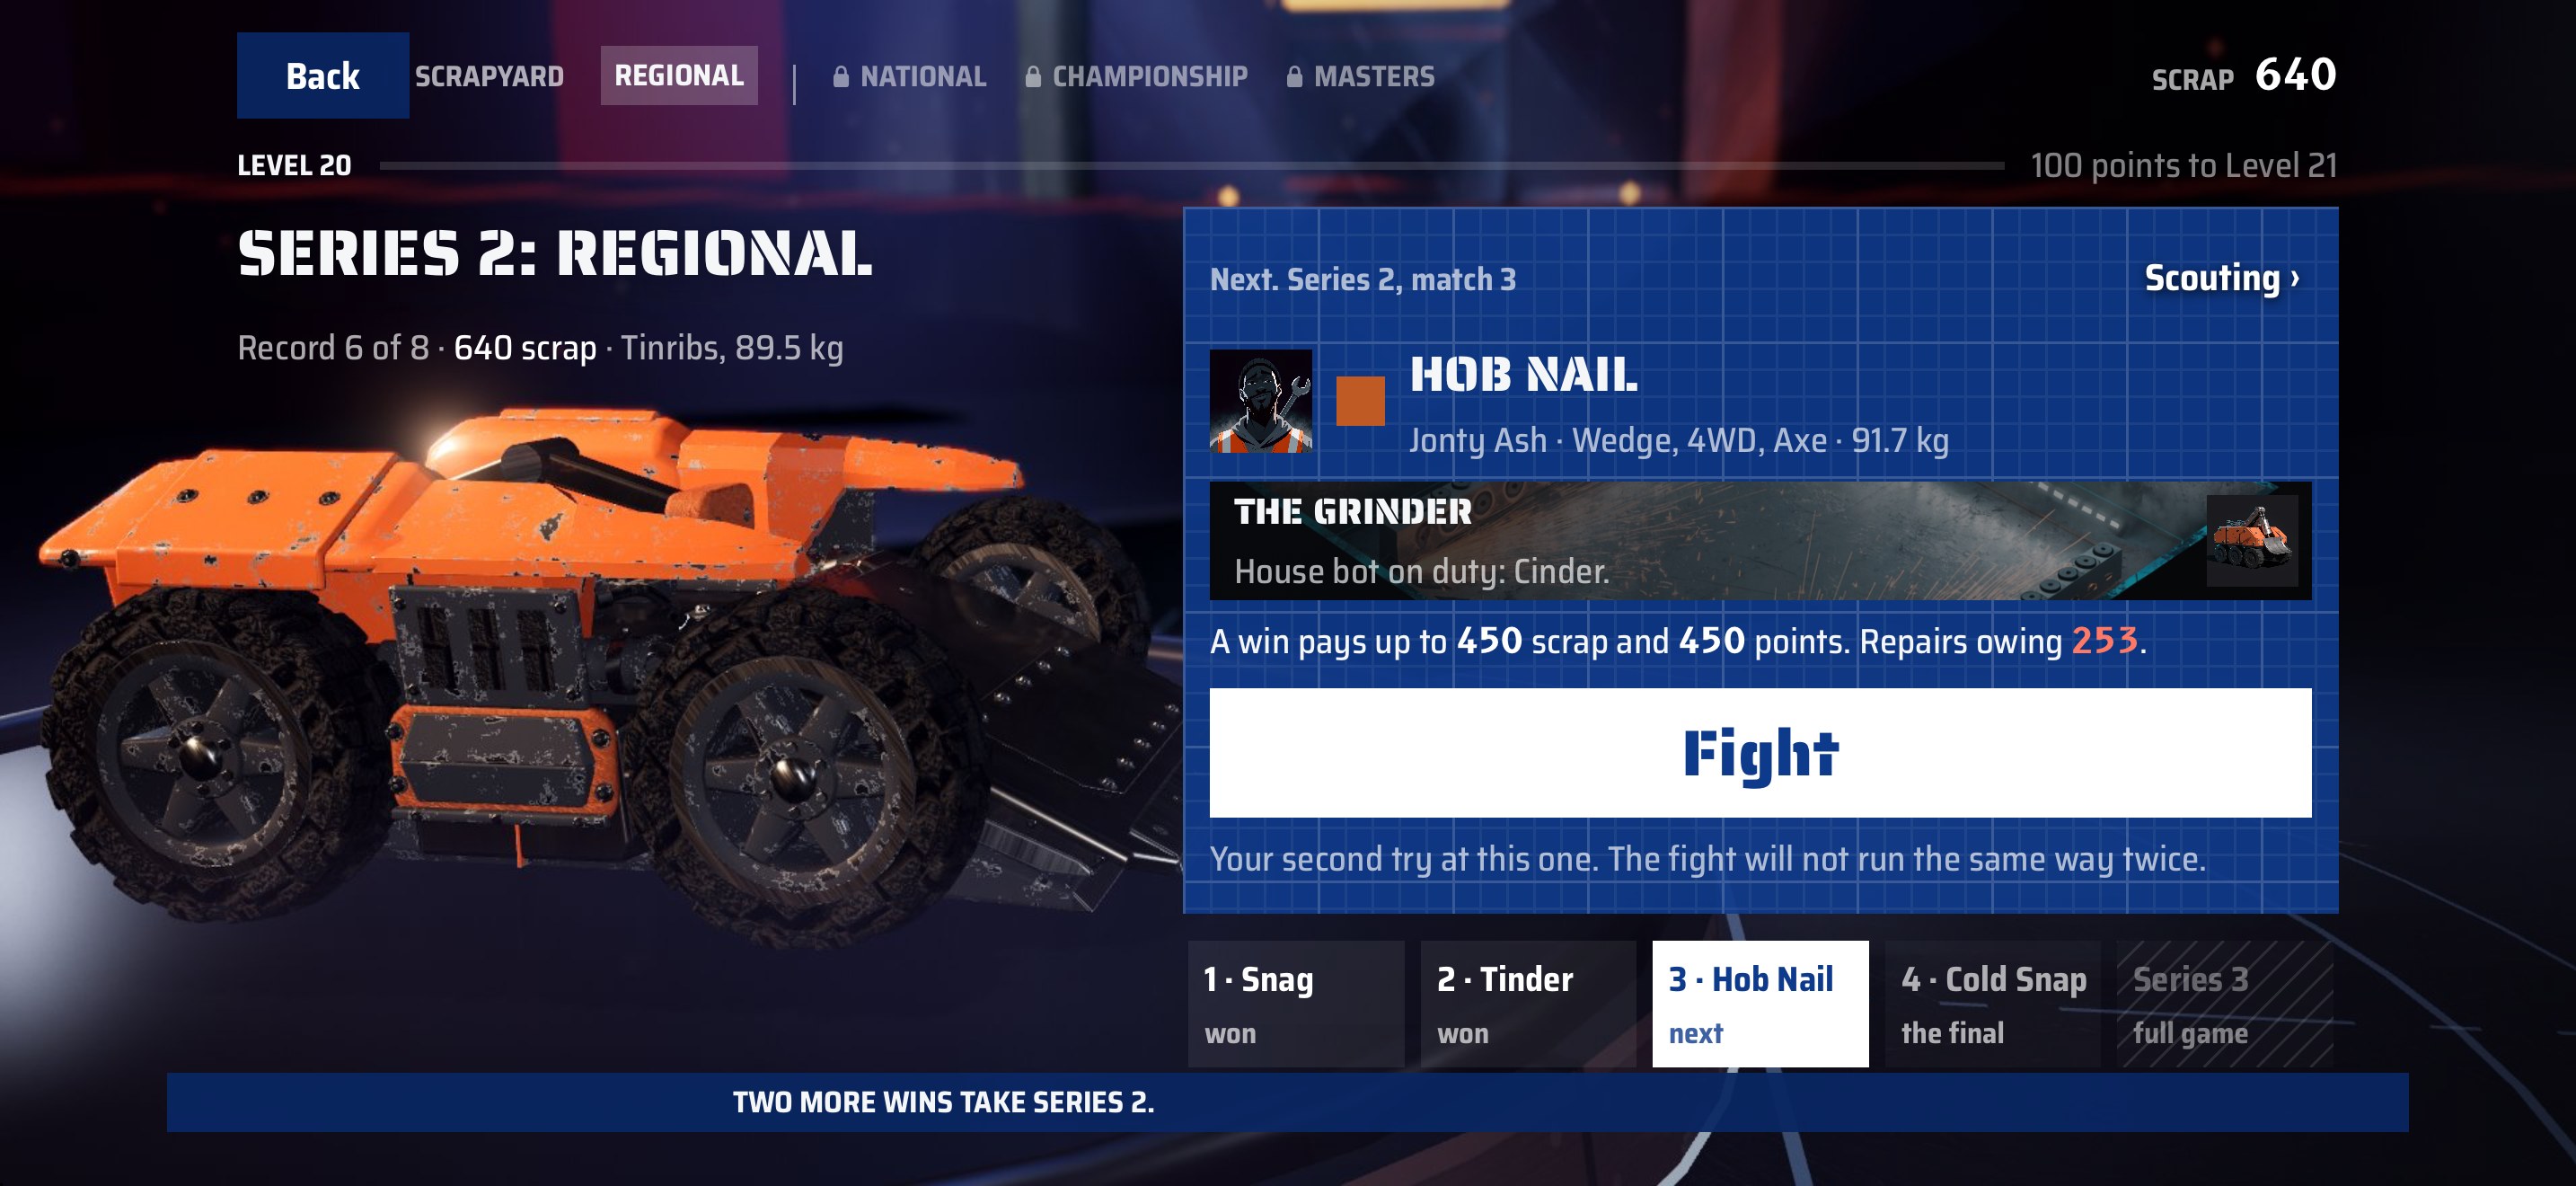 Back
SCRAPYARD
REGIONAL
NATIONAL
CHAMPIONSHIP
MASTERS
SCRAP 640
LEVEL 20
100 points to Level 21
SERIES 2: REGIONAL
Record 6 of 8 · 640 scrap · Tinribs, 89.5 kg
Next. Series 2, match 3
Scouting ›
HOB NAIL
Jonty Ash · Wedge, 4WD, Axe · 91.7 kg
THE GRINDER
House bot on duty: Cinder.
A win pays up to 450 scrap and 450 points. Repairs owing 253.
Fight
Your second try at this one. The fight will not run the same way twice.
1 · Snag
won
2 · Tinder
won
3 · Hob Nail
next
4 · Cold Snap
the final
Series 3
full game
TWO MORE WINS TAKE SERIES 2.